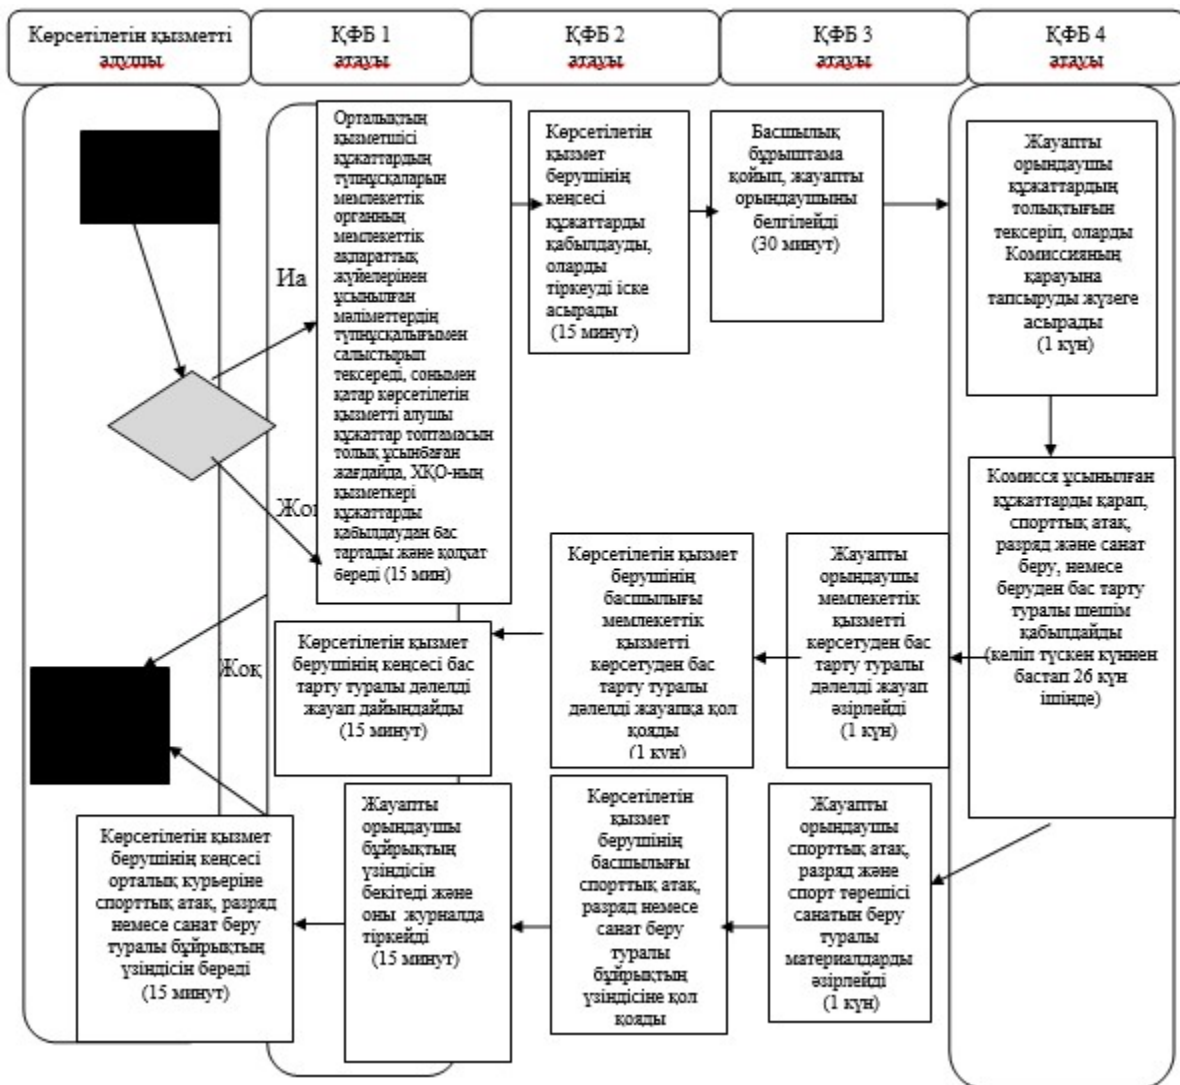 Көрсетілетін қызметті
алушы
ҚФБ 1
атауы
ҚФБ 2
атауы
ҚФБ 3
атауы
ҚФБ 4
атауы
Орталықтың
қызметшісі
құжаттардың
түпнұсқаларын
мемлекеттік
органның
мемлекеттік
ақпараттық
жүйелерінен
ұсынылған
мәліметтердің
түпнұсқалығымен
салыстырып
тексереді, сонымен
қатар көрсетілетін
қызметті алушы
құжаттар топтамасын
толық ұсынбаған
жағдайда, ХҚО-ның
қызметкері
құжаттарды
қабылдаудан бас
тартады және қолхат
береді (15 мин)
Көрсетілетін
қызмет
берушінің
кеңсесі
құжаттарды
қабылдауды,
оларды
тіркеуді іске
асырады
(15 минут)
Басшылық
бұрыштама
қойып, жауапты
орындаушыны
белгілейді
(30 минут)
Жауапты
орындаушы
құжаттардың
толықтығын
тексеріп, оларды
Комиссияның
қарауына
тапсыруды жүзеге
асырады
(1 күн)
Иа
Жо
Комисся ұсынылған
құжаттарды қарап,
спорттық атақ,
разряд және санат
беру, немесе
беруден бас тарту
туралы шешім
қабылдайды
(келіп түскен күннен
бастап 26 күн
ішінде)
Жауапты
орындаушы
мемлекеттік
қызметті
көрсетуден бас
тарту туралы
дәлелді жауап
әзірлейді
(1 күн)
Көрсетілетін қызмет
берушінің
басшылығы
мемлекеттік
қызметті
көрсетуден бас
тарту туралы
дәлелді жауапқа қол
қояды
(1 күн)
Көрсетілетін қызмет
берушінің кеңсесі бас
тарту туралы дәлелді
жауап дайындайды
(15 минут)
Жоқ
Жауапты
орындаушы
спорттық атақ,
разряд және
спорт төрешісі
санатын беру
туралы
материалдарды
әзірлейді
(1 күн)
Көрсетілетін
қызмет
берушінің
басшылығы
спорттық атақ,
разряд немесе
санат беру
туралы
бұйрықтың
үзіндісіне қол
қояды
Жауапты
орындаушы
бұйрықтың
үзіндісін
бекітеді және
оны журналда
тіркейді
(15 минут)
Көрсетілетін қызмет
берушінің кеңсесі
орталық курьеріне
спорттық атақ, разряд
немесе санат беру
туралы бұйрықтың
үзіндісін береді
(15 минут)